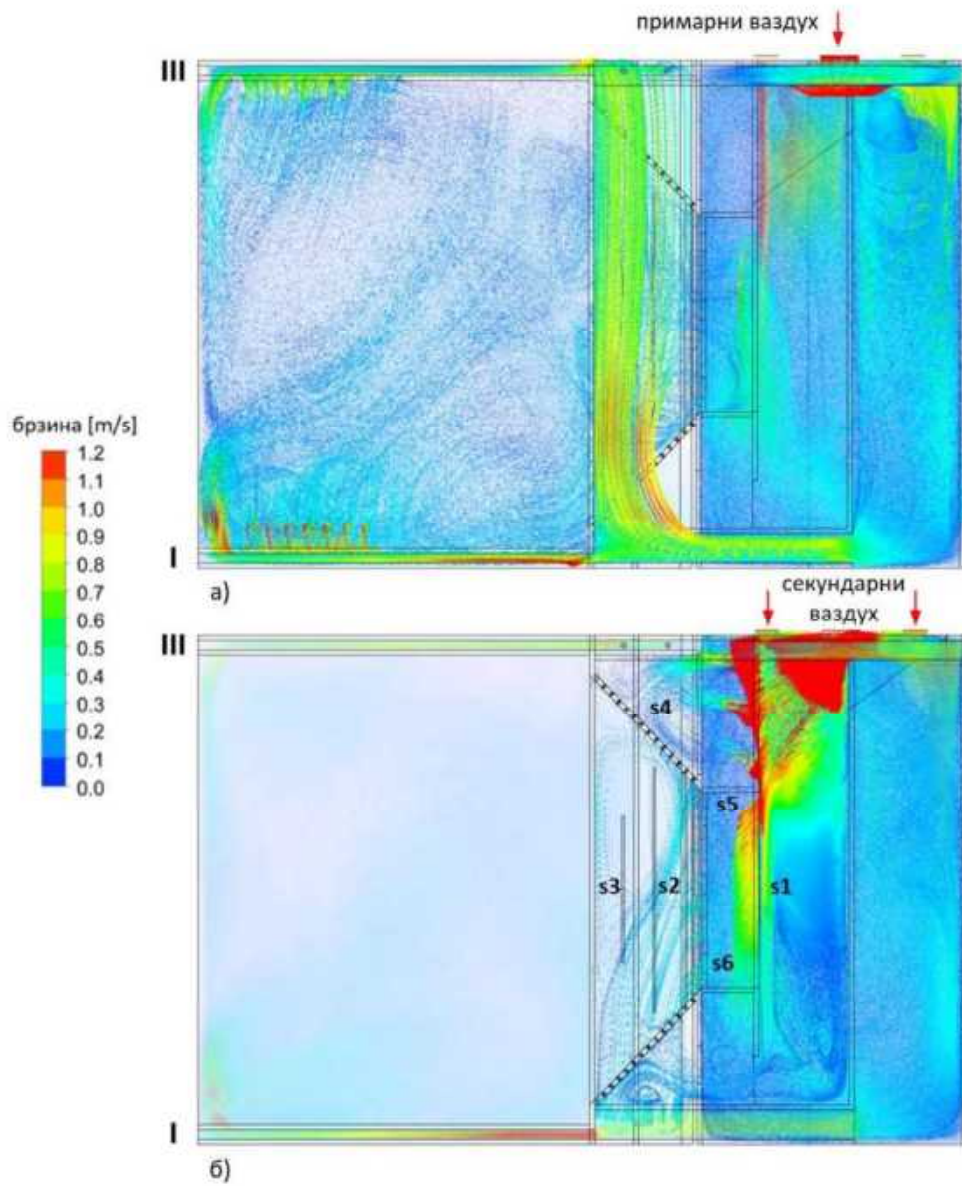 примарни ваздух
III
брзина [m/s]
1.2
1.1
1.0
0.9
0.8
0.7
0.6
0.5
0.4
0.3
0.2
0.1
0.0
I
а)
секундарни
ваздух
III
s4
s5
s3
s2
s1
s6
I
б)